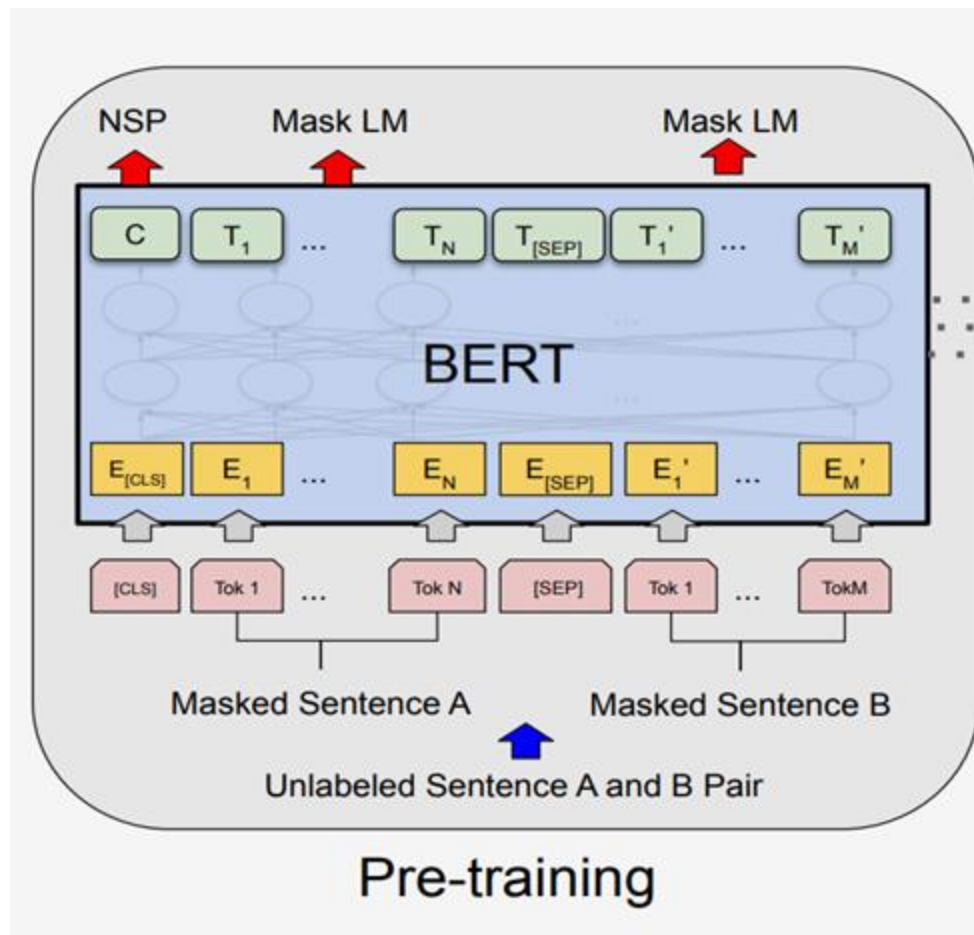 NSP Mask LM Mask LM
C T1 ... TN T[SEP] T1' ... TM'
...
BERT
...
E[CLS] E1 ... EN E[SEP] E1' ... EM'
[CLS] Tok 1 ... Tok N [SEP] Tok 1 ... TokM
Masked Sentence A Masked Sentence B
Unlabeled Sentence A and B Pair
Pre-training